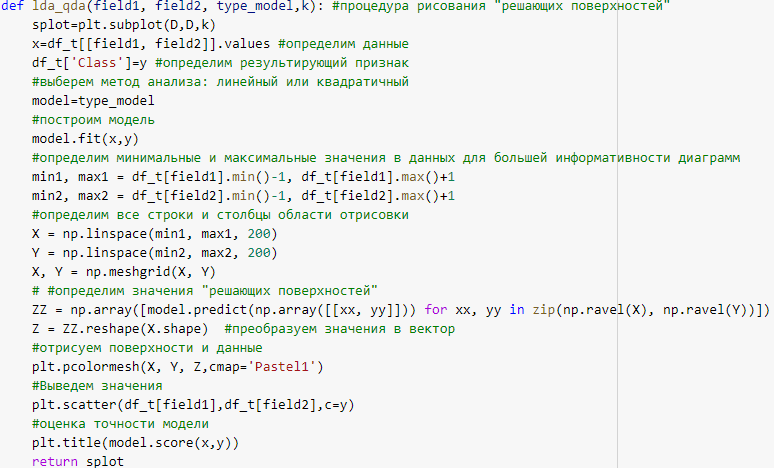 def lda_qda(field1, field2, type_model,k): #процедура рисования "решающих поверхностей"
    splot=plt.subplot(D,D,k)
    x=df_t[[field1, field2]].values #определим данные
    df_t['Class']=y #определим результирующий признак
    #выберем метод анализа: линейный или квадратичный
    model=type_model
    #построим модель
    model.fit(x,y)
    #определим минимальные и максимальные значения в данных для большей информативности диаграмм
    min1, max1 = df_t[field1].min()-1, df_t[field1].max()+1
    min2, max2 = df_t[field2].min()-1, df_t[field2].max()+1
    #определим все строки и столбцы области отрисовки
    X = np.linspace(min1, max1, 200)
    Y = np.linspace(min2, max2, 200)
    X, Y = np.meshgrid(X, Y)
    # #определим значения "решающих поверхностей"
    ZZ = np.array([model.predict(np.array([[xx, yy]])) for xx, yy in zip(np.ravel(X), np.ravel(Y))])
    Z = ZZ.reshape(X.shape)  #преобразуем значения в вектор
    #отрисуем поверхности и данные
    plt.pcolormesh(X, Y, Z,cmap='Pastel1')
    #Выведем значения
    plt.scatter(df_t[field1],df_t[field2],c=y)
    #оценка точности модели
    plt.title(model.score(x,y))
    return splot